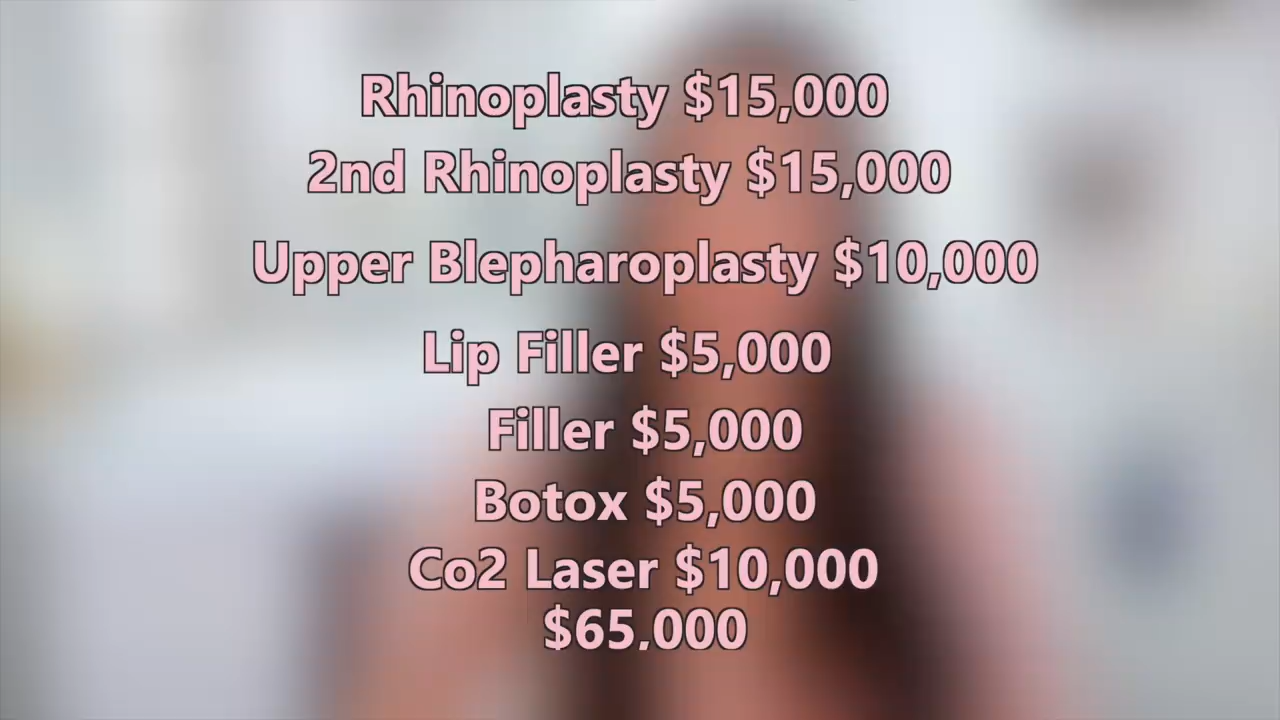 Rhinoplasty $15,000
2nd Rhinoplasty $15,000
Upper Blepharoplasty $10,000
Lip Filler $5,000
Filler $5,000
Botox $5,000
Co2 Laser $10,000
$65,000